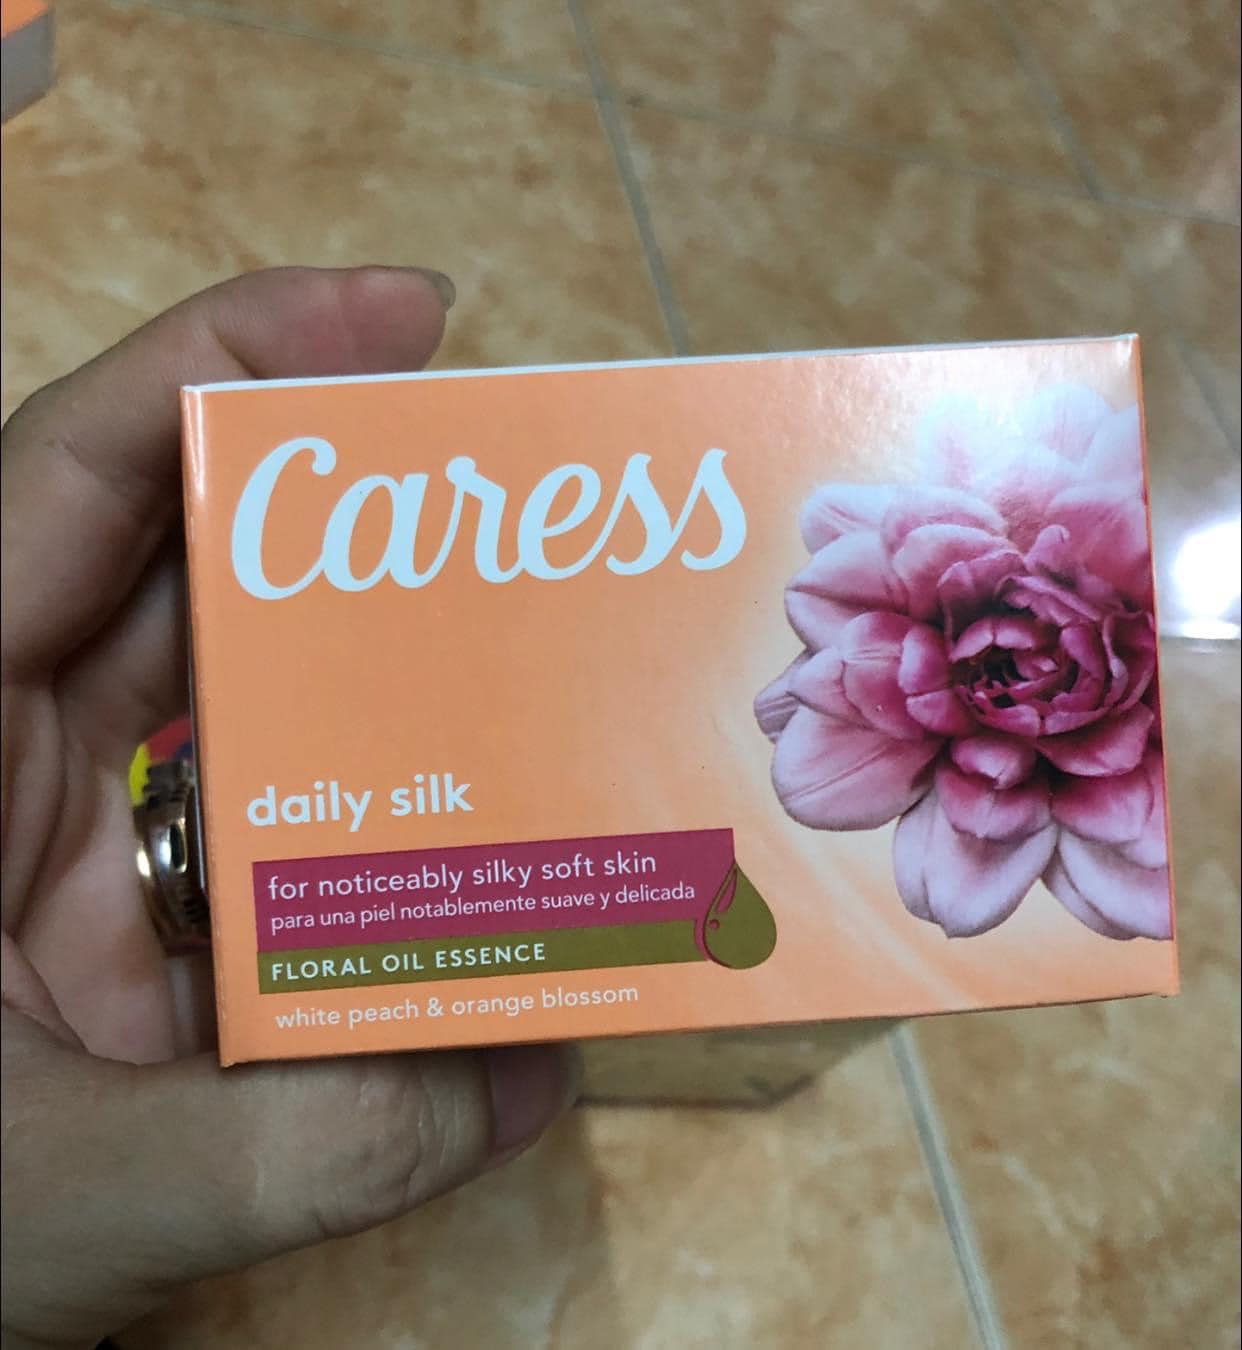 Caress
daily silk
for noticeably silky soft skin
para una piel notablemente suave y delicada
FLORAL OIL ESSENCE
white peach & orange blossom